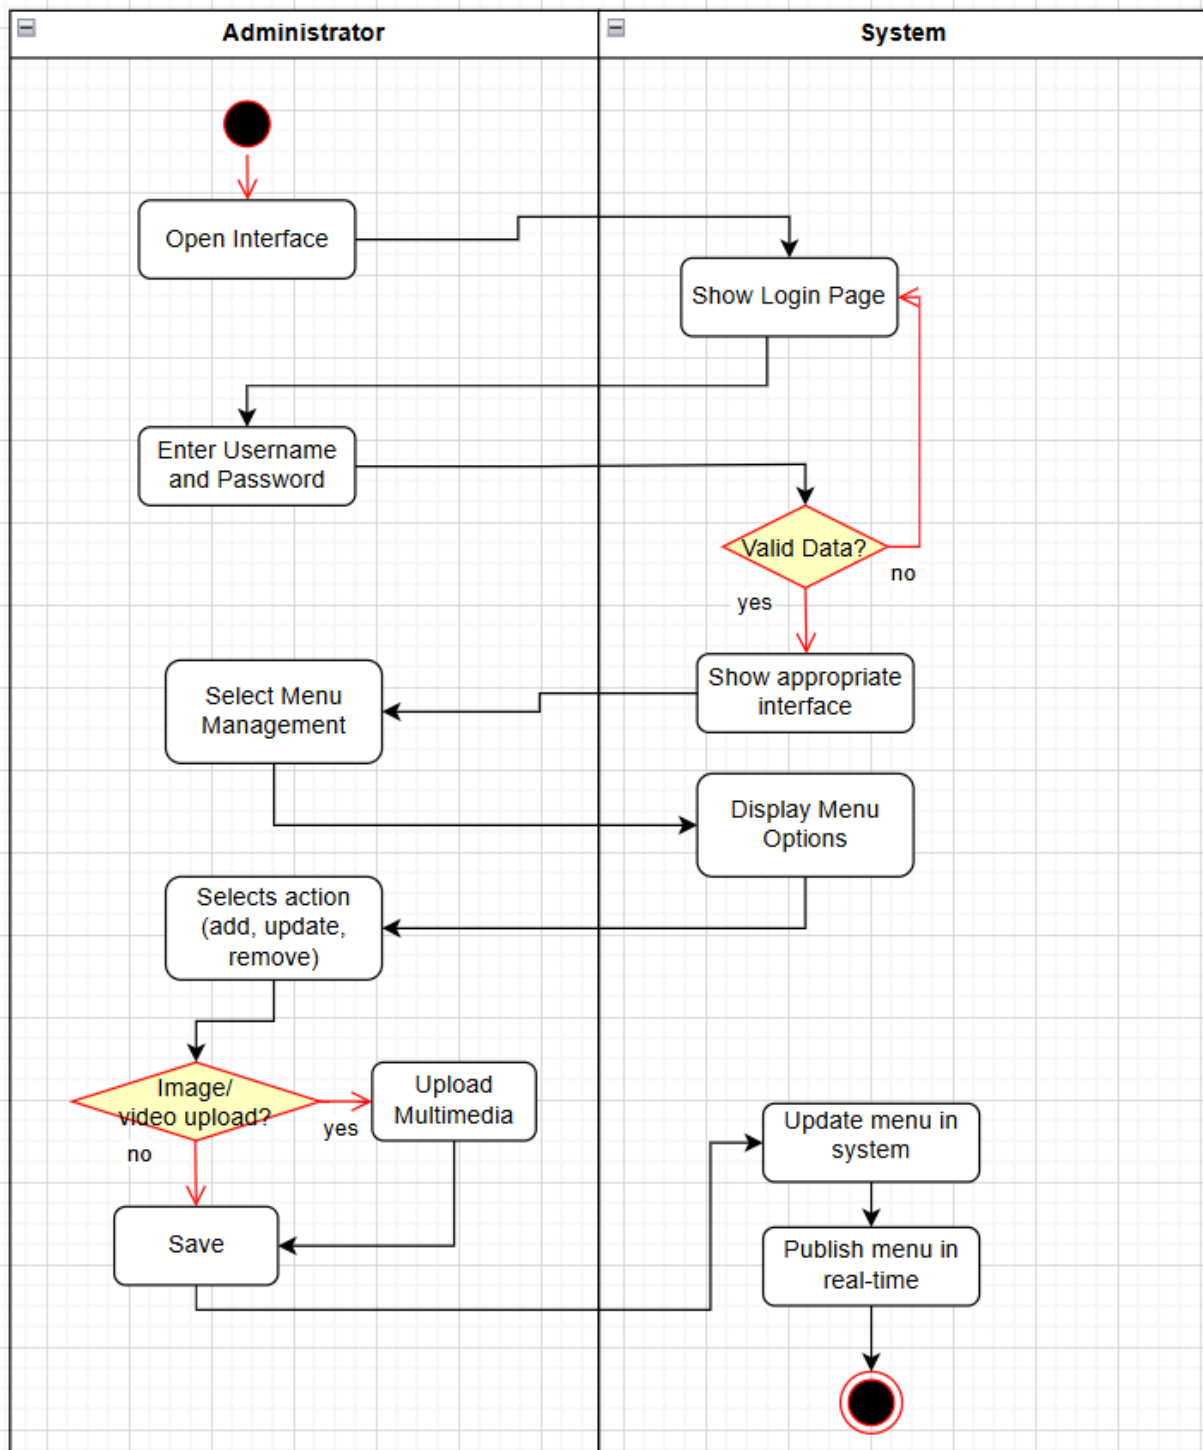 Administrator
System
Open Interface
Show Login Page
Enter Username
and Password
Valid Data?
no
yes
Show appropriate
interface
Select Menu
Management
Display Menu
Options
Selects action
(add, update,
remove)
Image/
video upload?
yes
no
Upload
Multimedia
Save
Update menu in
system
Publish menu in
real-time